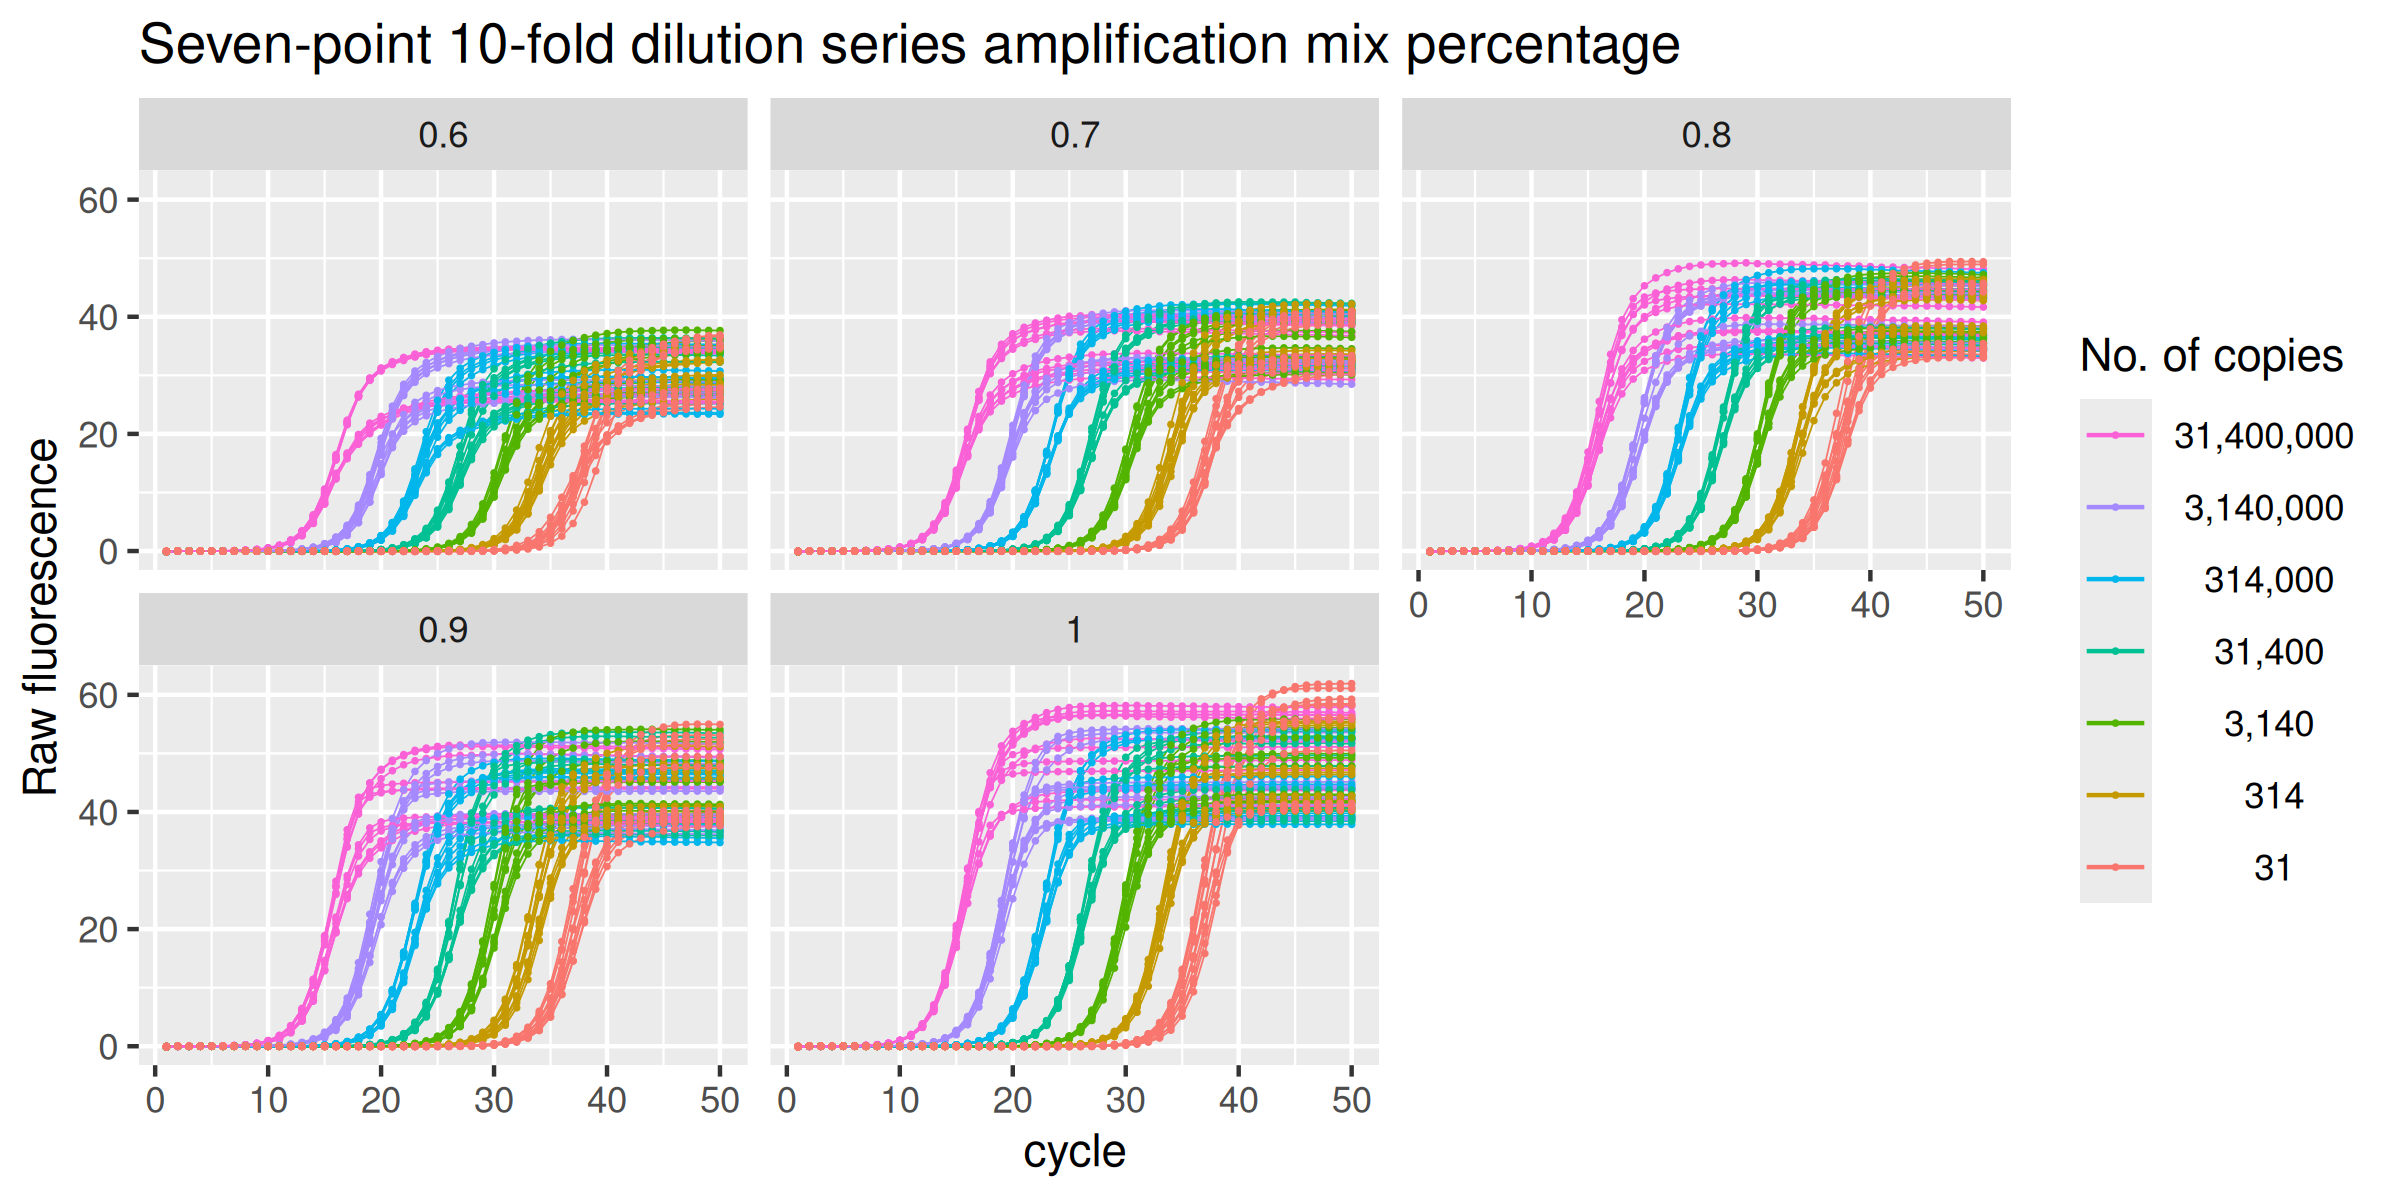 Seven-point 10-fold dilution series amplification mix percentage
0.6
0.7
0.8
60
40
20
0
0 10 20 30 40 50
0.9
1
60
40
20
0
0 10 20 30 40 50
0 10 20 30 40 50
Raw fluorescence
cycle
No. of copies
31,400,000
3,140,000
314,000
31,400
3,140
314
31